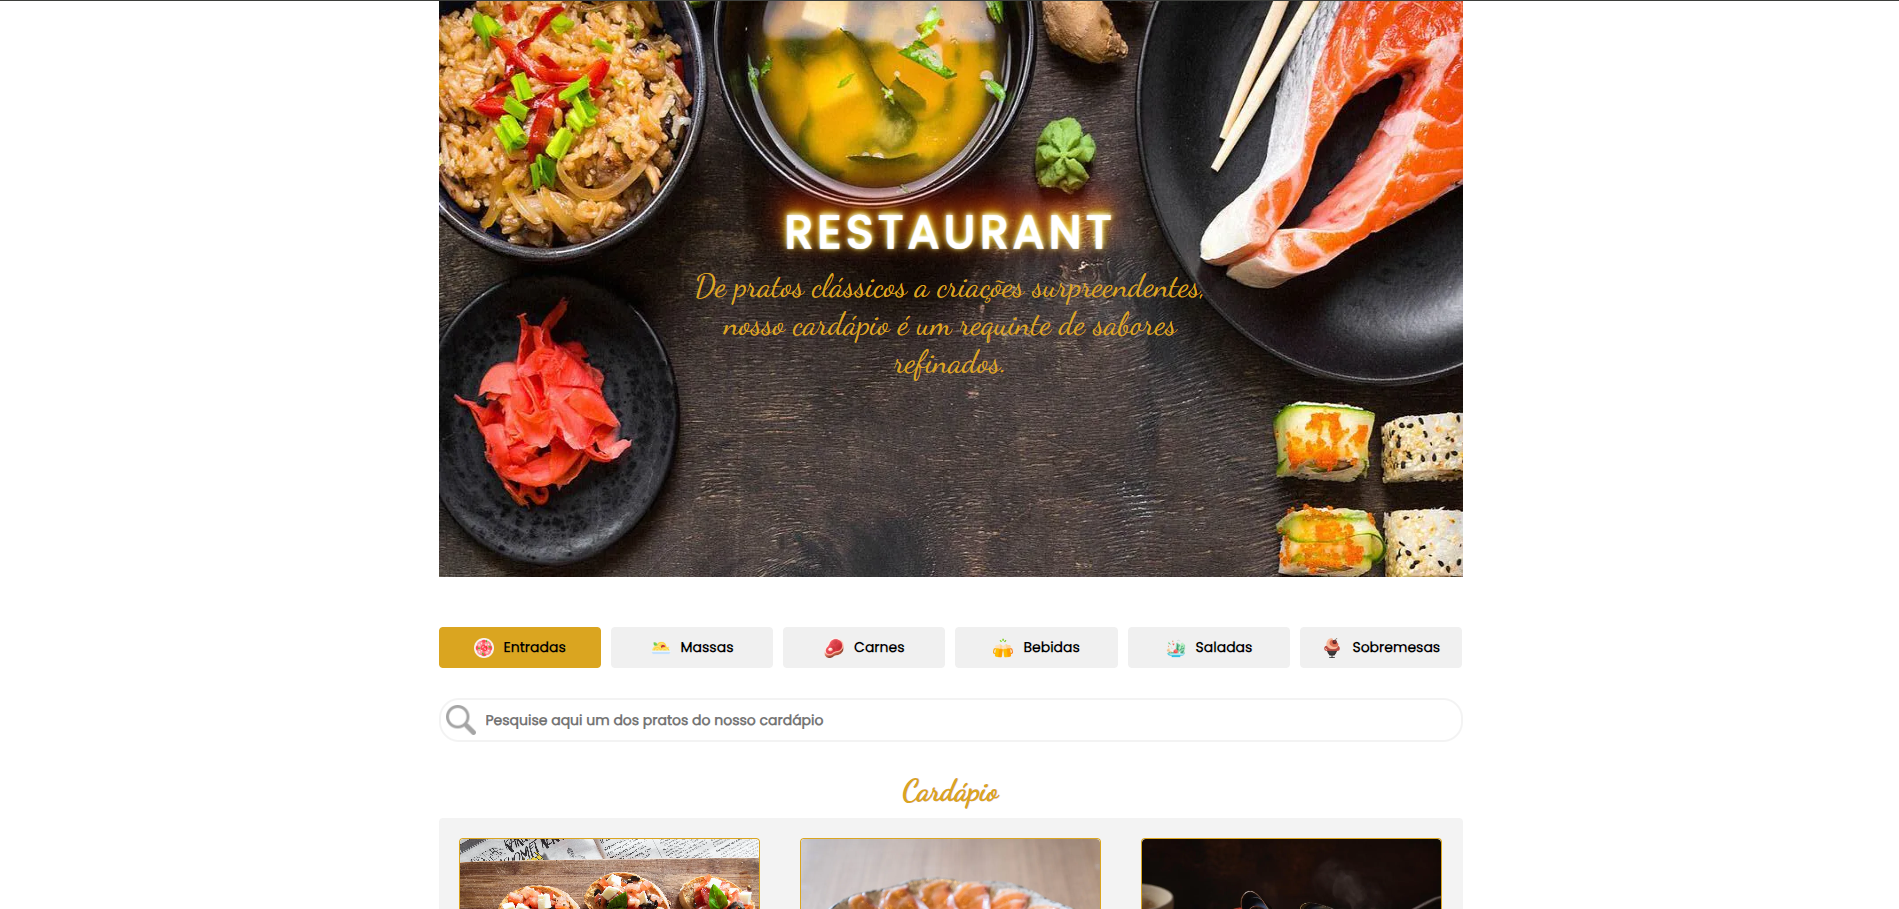 RESTAURANT
De pratos clássicos a criações surpreendentes,
nosso cardápio é um requinte de sabores
refinados.
Entradas
Massas
Carnes
Bebidas
Saladas
Sobremesas
Pesquise aqui um dos pratos do nosso cardápio
Cardápio